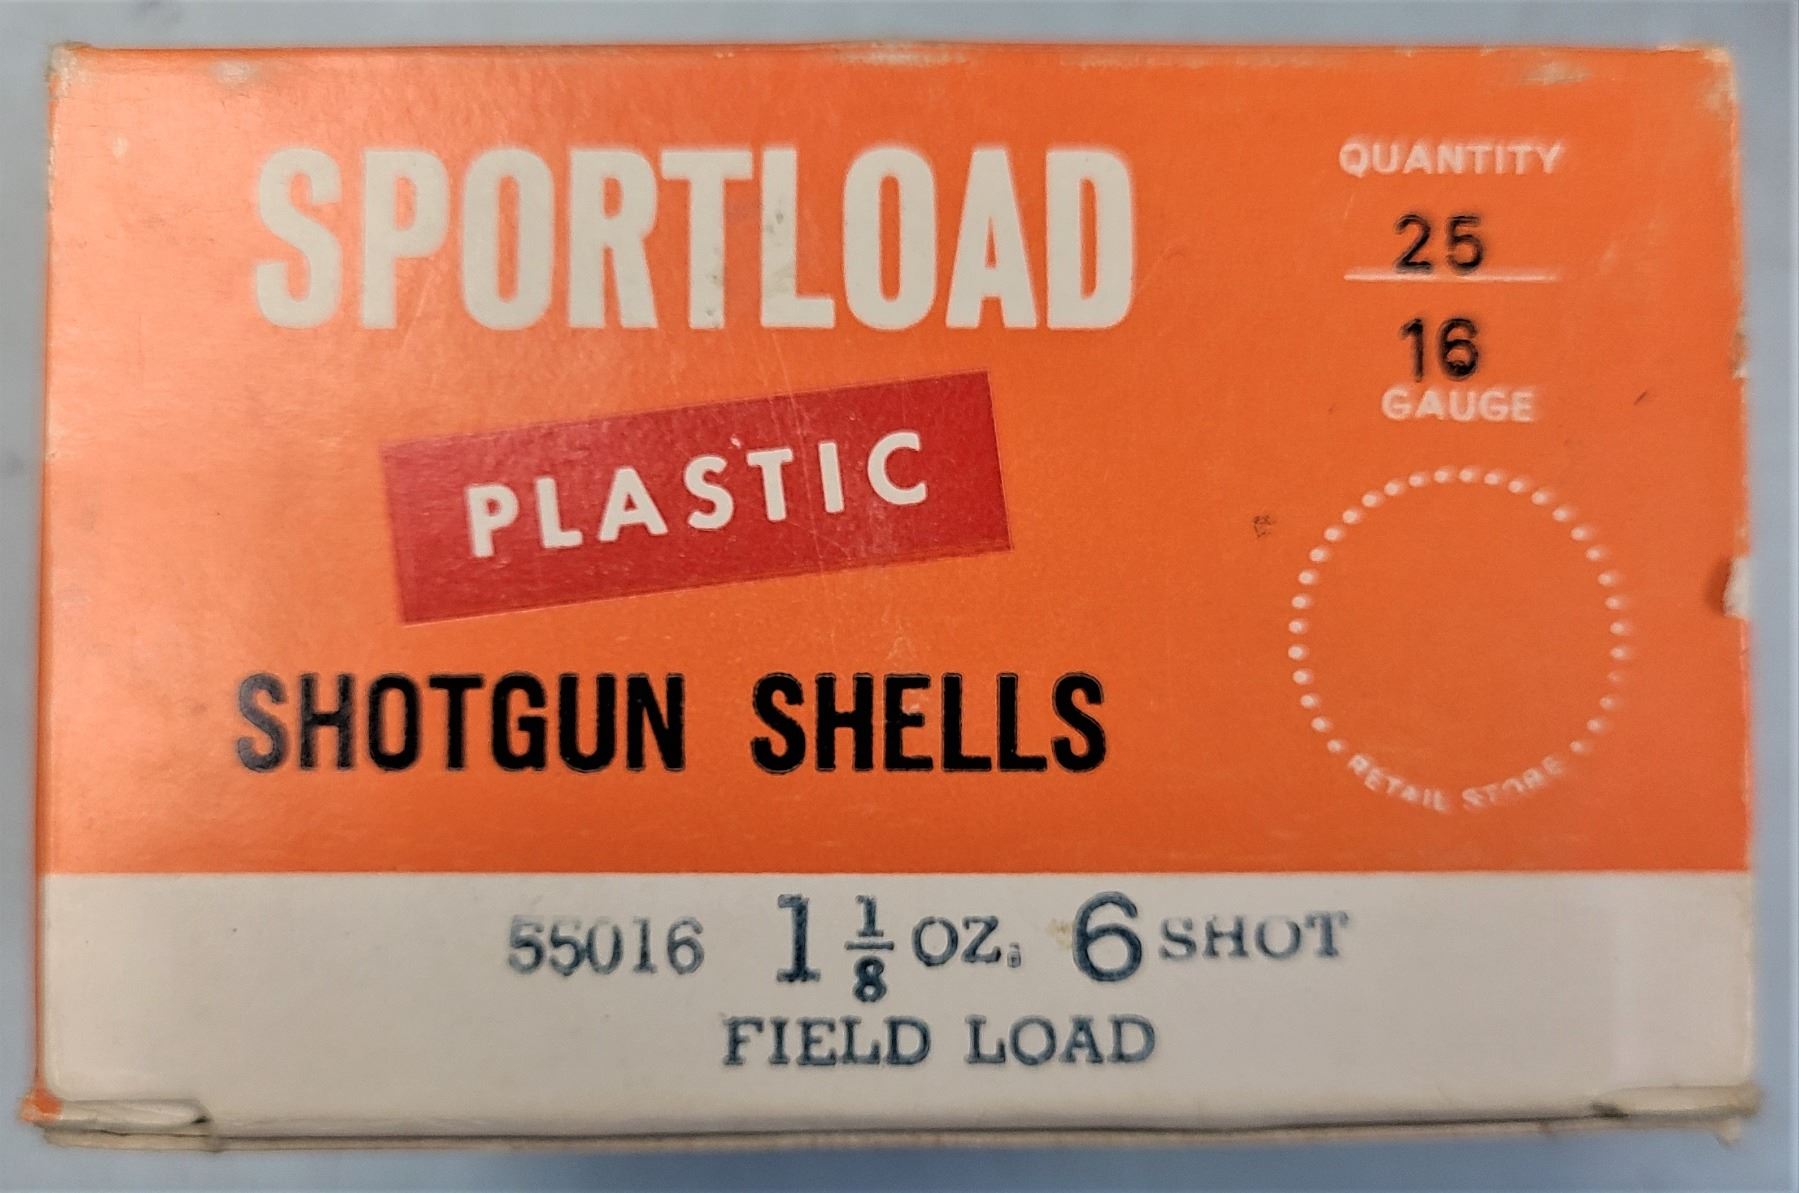 SPORTLOAD
PLASTIC
SHOTGUN SHELLS
QUANTITY
25
16
GAUGE
RETAIL STORE
55016 1 1/8 OZ. 6 SHOT
FIELD LOAD